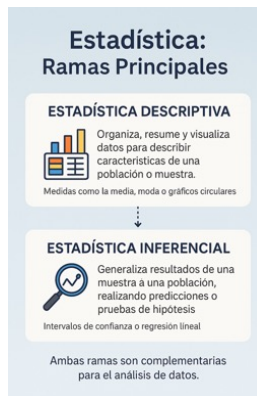 Estadística:
Ramas Principales
ESTADÍSTICA DESCRIPTIVA
Organiza, resume y visualiza
datos para describir
características de una
población o muestra.
Medidas como la media, moda o gráficos circulares
ESTADÍSTICA INFERENCIAL
Generaliza resultados de una
muestra a una población,
realizando predicciones o
pruebas de hipótesis
Intervalos de confianza o regresión lineal
Ambas ramas son complementarias
para el análisis de datos.